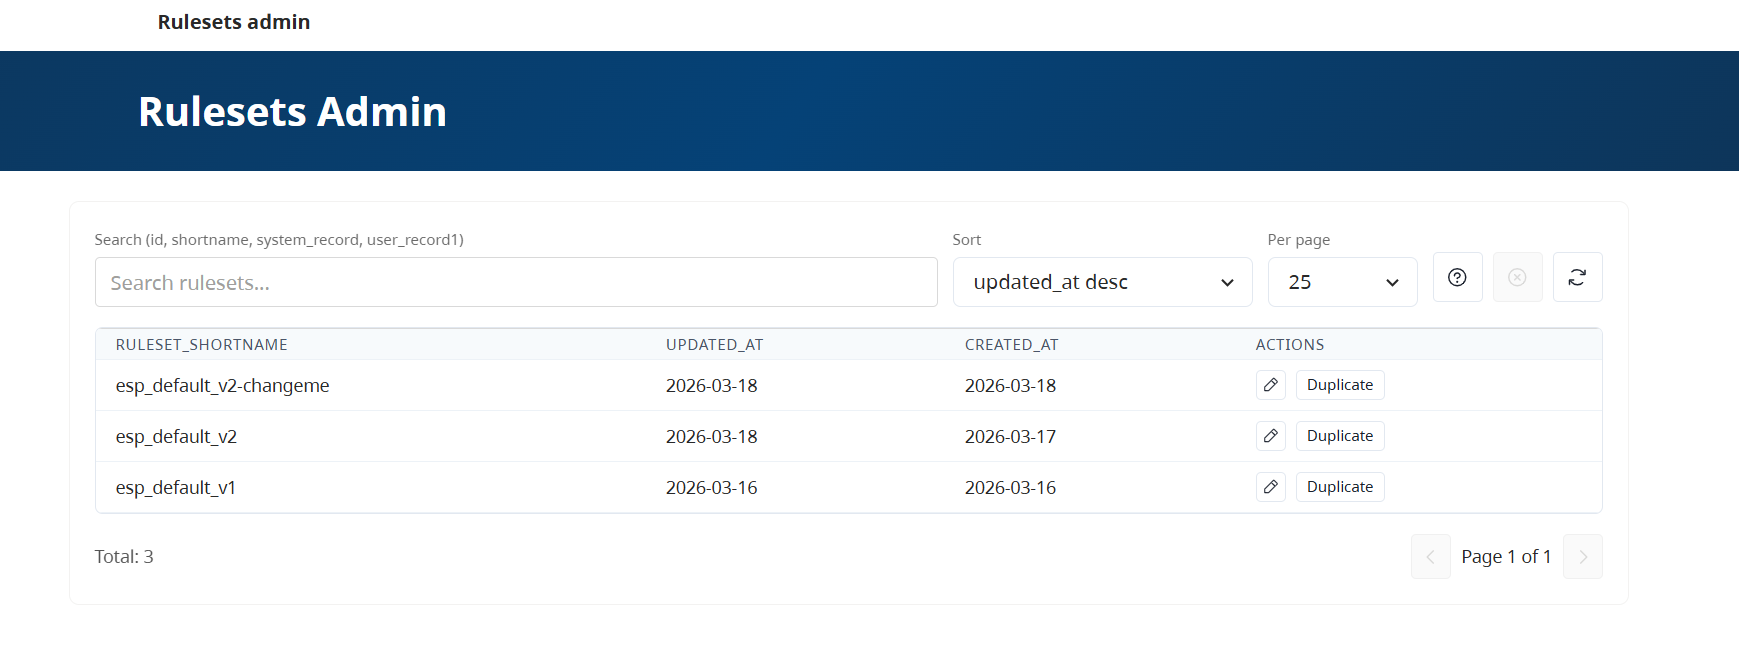 Rulesets admin
Rulesets Admin
Search (id, shortname, system_record, user_record1) Sort Per page
Search rulesets... updated_at desc 25
RULESET_SHORTNAME UPDATED_AT CREATED_AT ACTIONS
esp_default_v2-changeme 2026-03-18 2026-03-18 Duplicate
esp_default_v2 2026-03-18 2026-03-17 Duplicate
esp_default_v1 2026-03-16 2026-03-16 Duplicate
Total: 3 Page 1 of 1